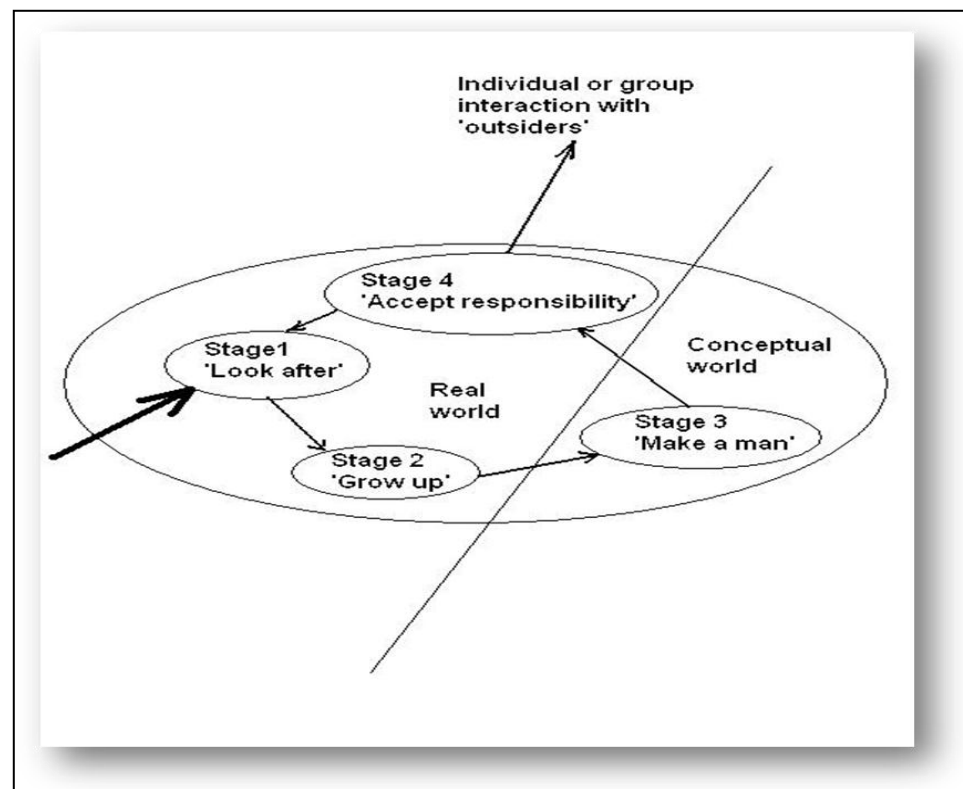 Individual or group
interaction with
'outsiders'
Stage 4
'Accept responsibility'
Stage1
'Look after'
Conceptual
world
Real
world
Stage 3
'Make a man'
Stage 2
'Grow up'